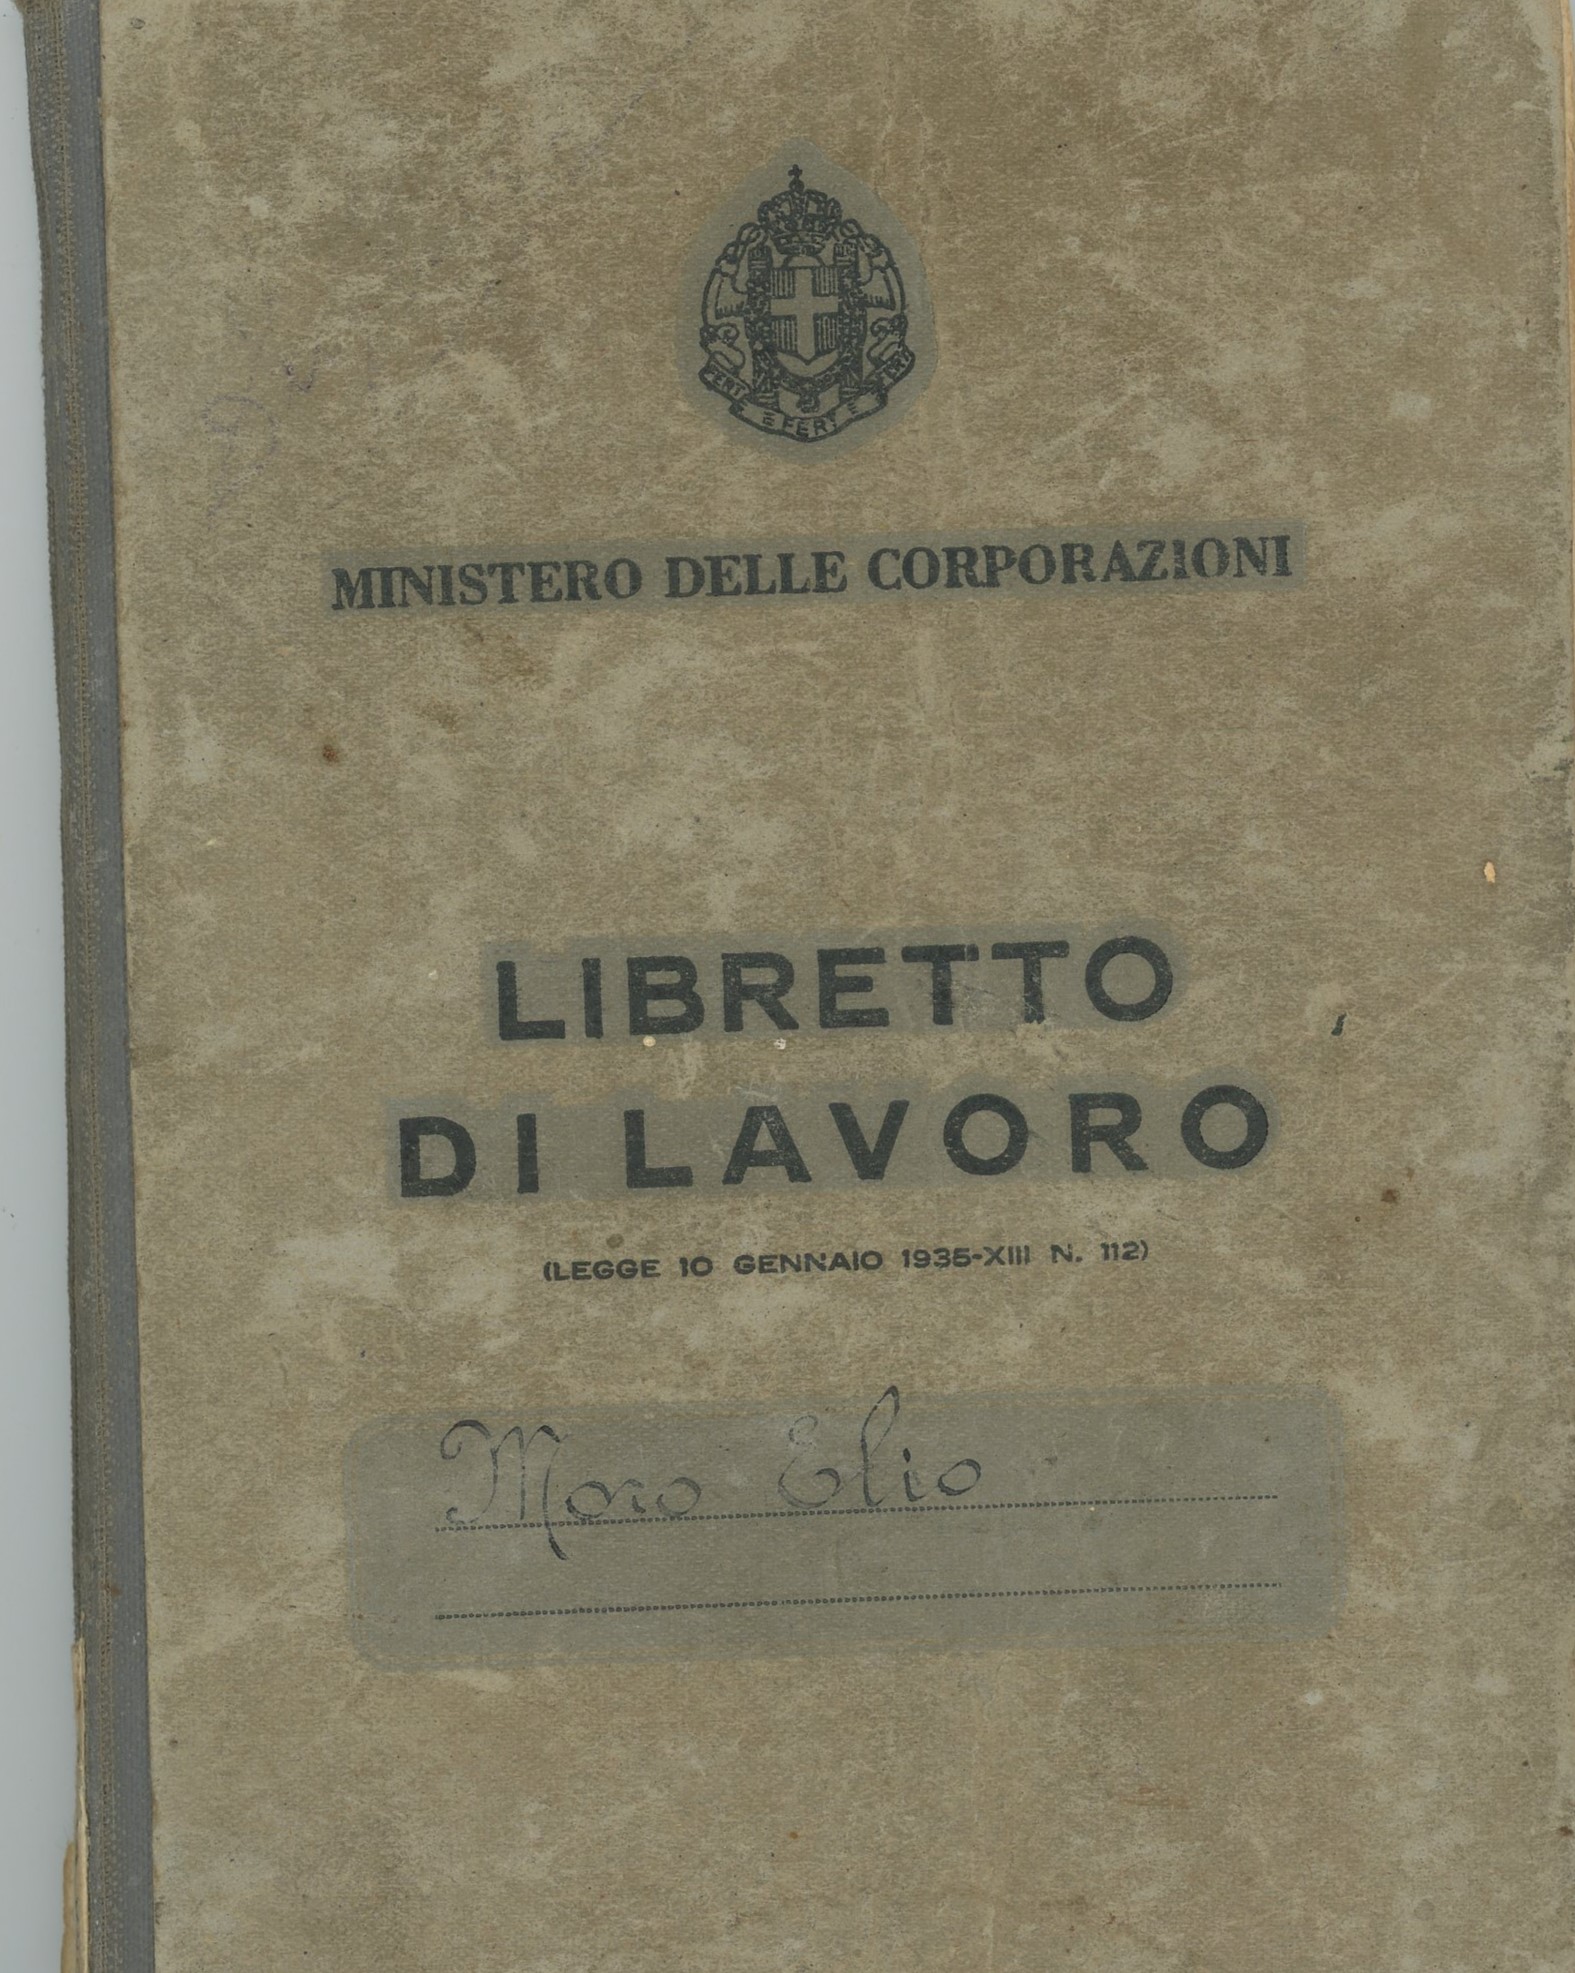 FERT FERT FERT
MINISTERO DELLE CORPORAZIONI
LIBRETTO
DI LAVORO
(LEGGE 10 GENNAIO 1935-XIII N. 112)
Moro Elio